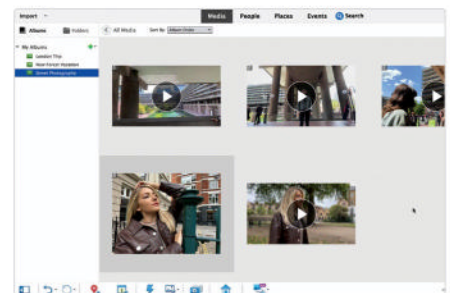 Import
Media People Places Events Search
Albums Folders All Media Sort By: Album Order
My Albums
London Trip
New Forest Ramblers
Street Photography